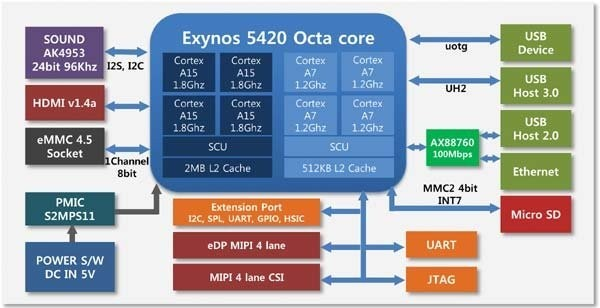 Exynos 5420 Octa core
SOUND
AK4953
24bit 96Khz
I2S, I2C
HDMI v1.4a
eMMC 4.5
Socket
1Channel
8bit
PMIC
S2MPS11
POWER S/W
DC IN 5V
Cortex
A15
1.8Ghz
Cortex
A15
1.8Ghz
Cortex
A7
1.2Ghz
Cortex
A7
1.2Ghz
Cortex
A15
1.8Ghz
Cortex
A15
1.8Ghz
Cortex
A7
1.2Ghz
Cortex
A7
1.2Ghz
SCU
SCU
2MB L2 Cache
512KB L2 Cache
uotg
USB
Device
UH2
USB
Host 3.0
AX88760
100Mbps
USB
Host 2.0
Ethernet
MMC2 4bit
INT7
Micro SD
Extension Port
I2C, SPL, UART, GPIO, HSIC
eDP MIPI 4 lane
UART
MIPI 4 lane CSI
JTAG